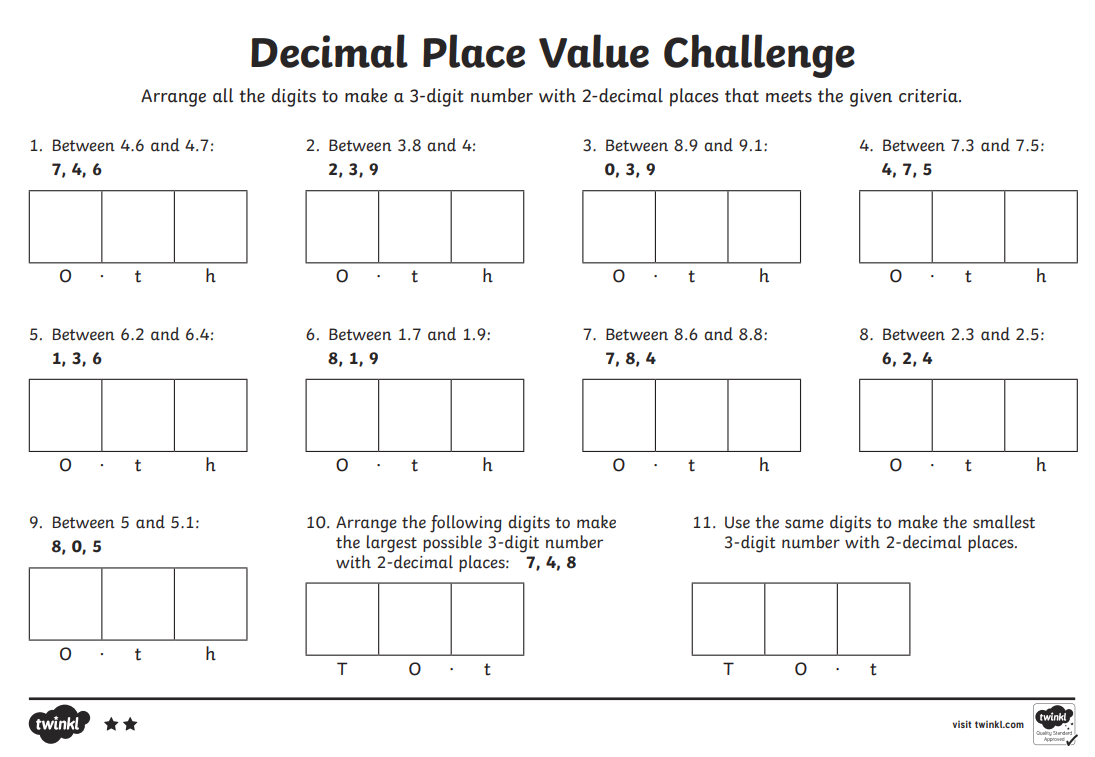 Decimal Place Value Challenge
Arrange all the digits to make a 3-digit number with 2-decimal places that meets the given criteria.
1. Between 4.6 and 4.7:
7, 4, 6
O · t h
2. Between 3.8 and 4:
2, 3, 9
O · t h
3. Between 8.9 and 9.1:
0, 3, 9
O · t h
4. Between 7.3 and 7.5:
4, 7, 5
O · t h
5. Between 6.2 and 6.4:
1, 3, 6
O · t h
6. Between 1.7 and 1.9:
8, 1, 9
O · t h
7. Between 8.6 and 8.8:
7, 8, 4
O · t h
8. Between 2.3 and 2.5:
6, 2, 4
O · t h
9. Between 5 and 5.1:
8, 0, 5
O · t h
10. Arrange the following digits to make
the largest possible 3-digit number
with 2-decimal places: 7, 4, 8
T O · t
11. Use the same digits to make the smallest
3-digit number with 2-decimal places.
T O · t
twinkl
visit twinkl.com
twinkl
Quality Standard
Approved